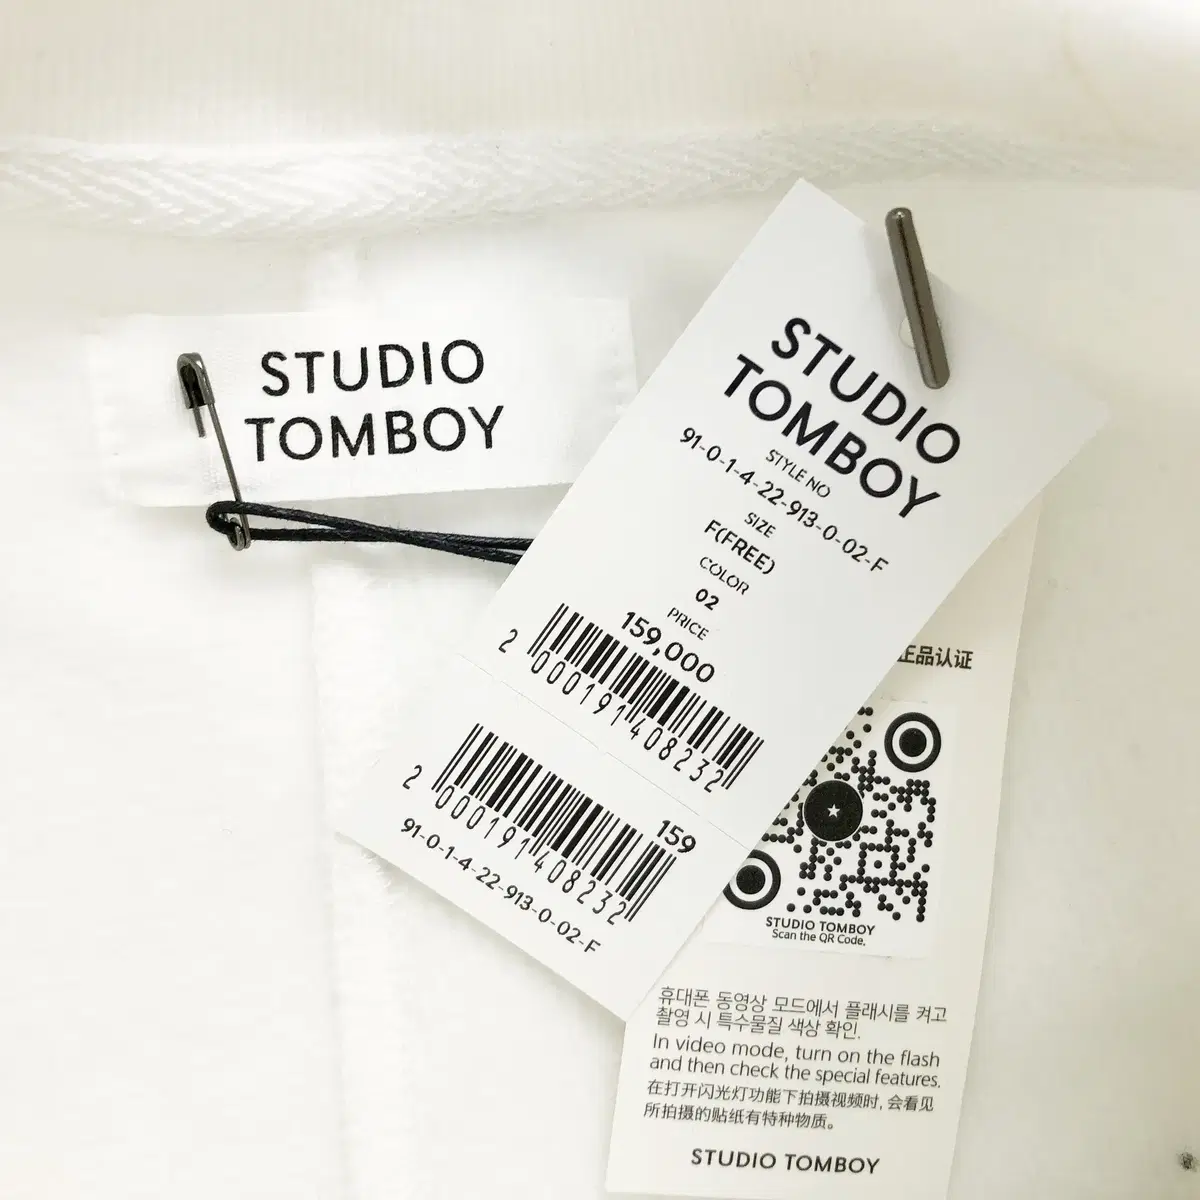 STUDIO
TOMBOY
STUDIO
TOMBOY
STYLE NO
91-0-1-4-22-913-0-02-F
SIZE
F(FREE)
COLOR
02
PRICE
159,000
2 000191 408232
159
2 000191 408232
91-0-1-4-22-913-0-02-F
正品认证
STUDIO TOMBOY
Scan the QR Code.
휴대폰 동영상 모드에서 플래시를 켜고
촬영 시 특수물질 색상 확인.
In video mode, turn on the flash
and then check the special features.
在打开闪光灯功能下拍摄视频时, 会看见
所拍摄的贴纸有特种物质。
STUDIO TOMBOY